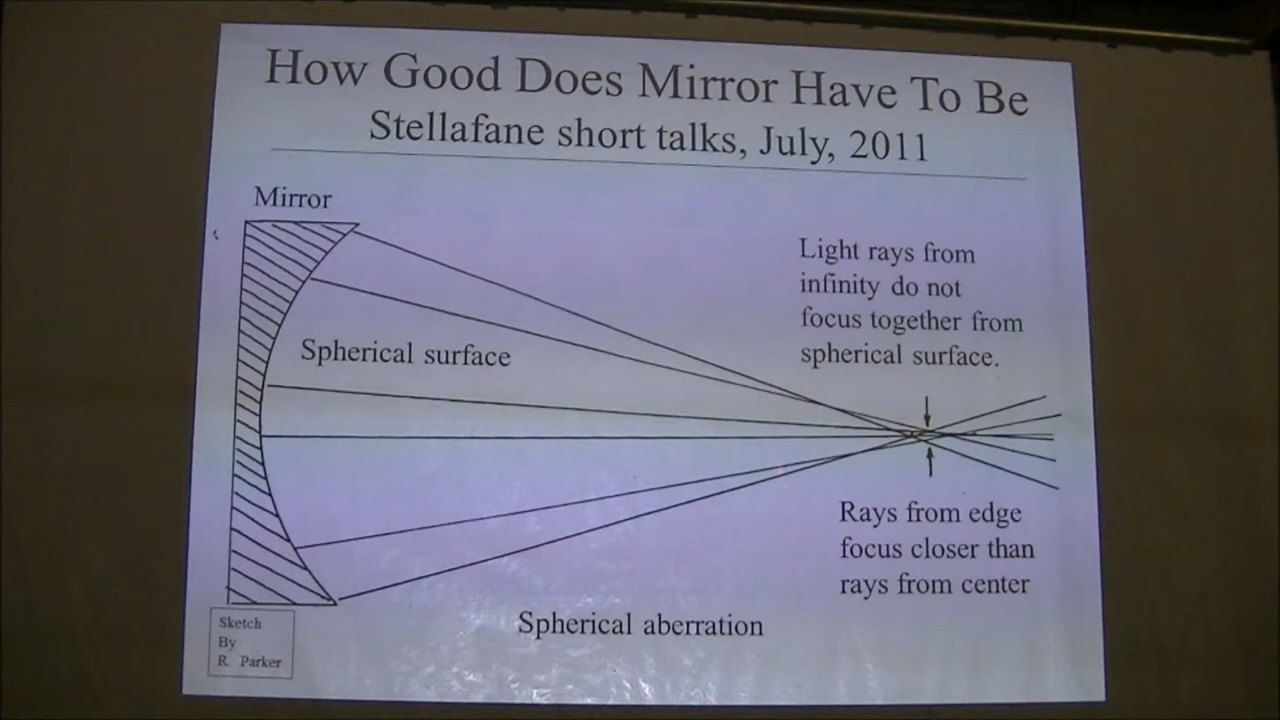 How Good Does Mirror Have To Be
Stellafane short talks, July, 2011
Mirror
Light rays from
infinity do not
focus together from
spherical surface.
Spherical surface
Rays from edge
focus closer than
rays from center
Spherical aberration
Sketch
By
R. Parker